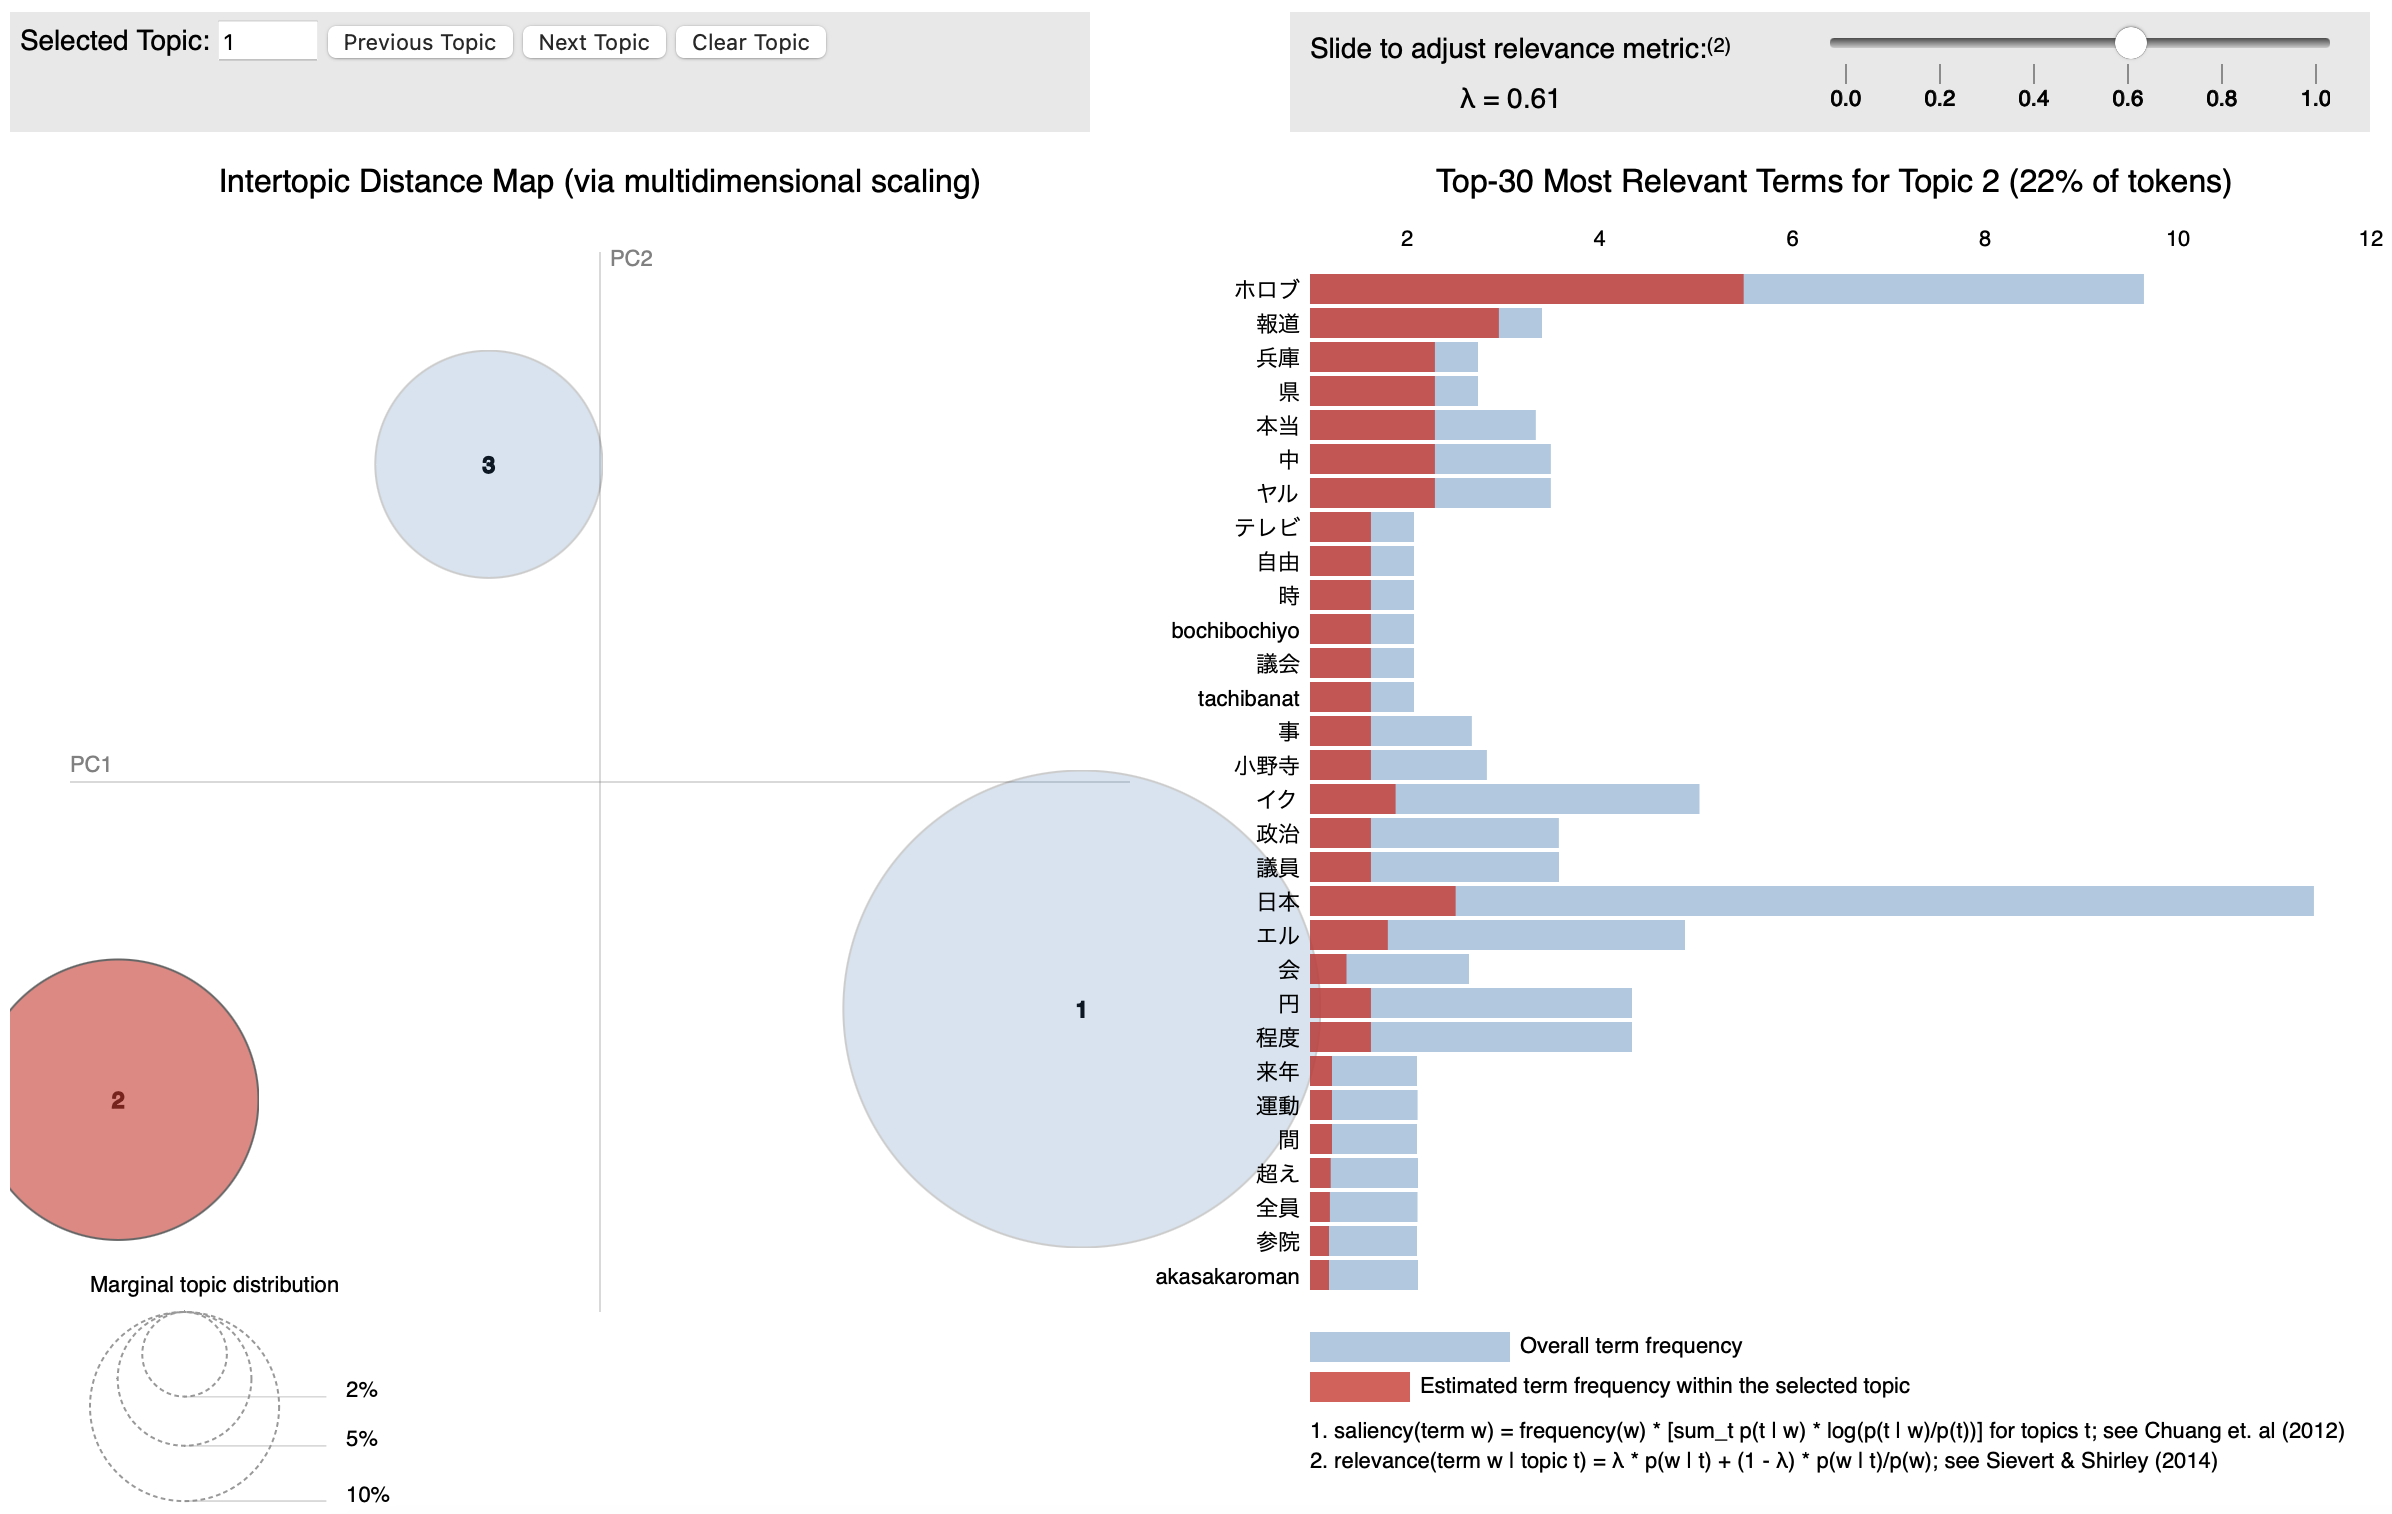 Selected Topic: 1 Previous Topic Next Topic Clear Topic
Slide to adjust relevance metric:(2)
λ = 0.61
0.0 0.2 0.4 0.6 0.8 1.0
Intertopic Distance Map (via multidimensional scaling)
PC2
PC1
3
1
2
Marginal topic distribution
2%
5%
10%
Top-30 Most Relevant Terms for Topic 2 (22% of tokens)
2 4 6 8 10 12
ホロブ
報道
兵庫
県
本当
中
ヤル
テレビ
自由
時
bochibochiyo
議会
tachibanat
事
小野寺
イク
政治
議員
日本
エル
会
円
程度
来年
運動
間
超え
全員
参院
akasakaroman
Overall term frequency
Estimated term frequency within the selected topic
1. saliency(term w) = frequency(w) * [sum_t p(t | w) * log(p(t | w)/p(t))] for topics t; see Chuang et. al (2012)
2. relevance(term w | topic t) = λ * p(w | t) + (1 - λ) * p(w | t)/p(w); see Sievert & Shirley (2014)